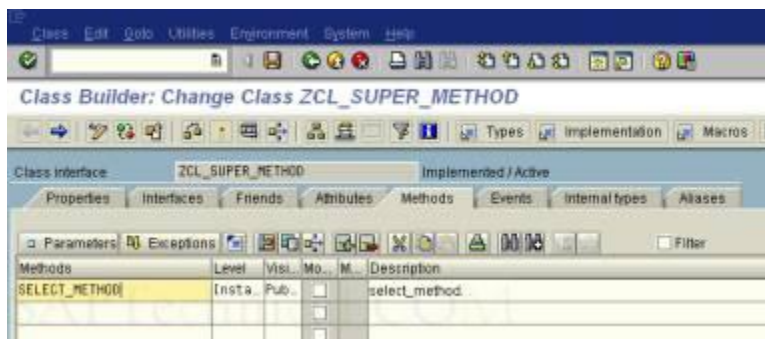 Class Edit Goto Utilities Environment System Help
Class Builder: Change Class ZCL_SUPER_METHOD
Types Implementation Macros
Class interface ZCL_SUPER_METHOD Implemented / Active
Properties Interfaces Friends Attributes Methods Events Internal types Aliases
Parameters Exceptions Filter
Methods Level Visi.. Mo.. M.. Description
SELECT_METHOD Insta.. Pub.. select_method.